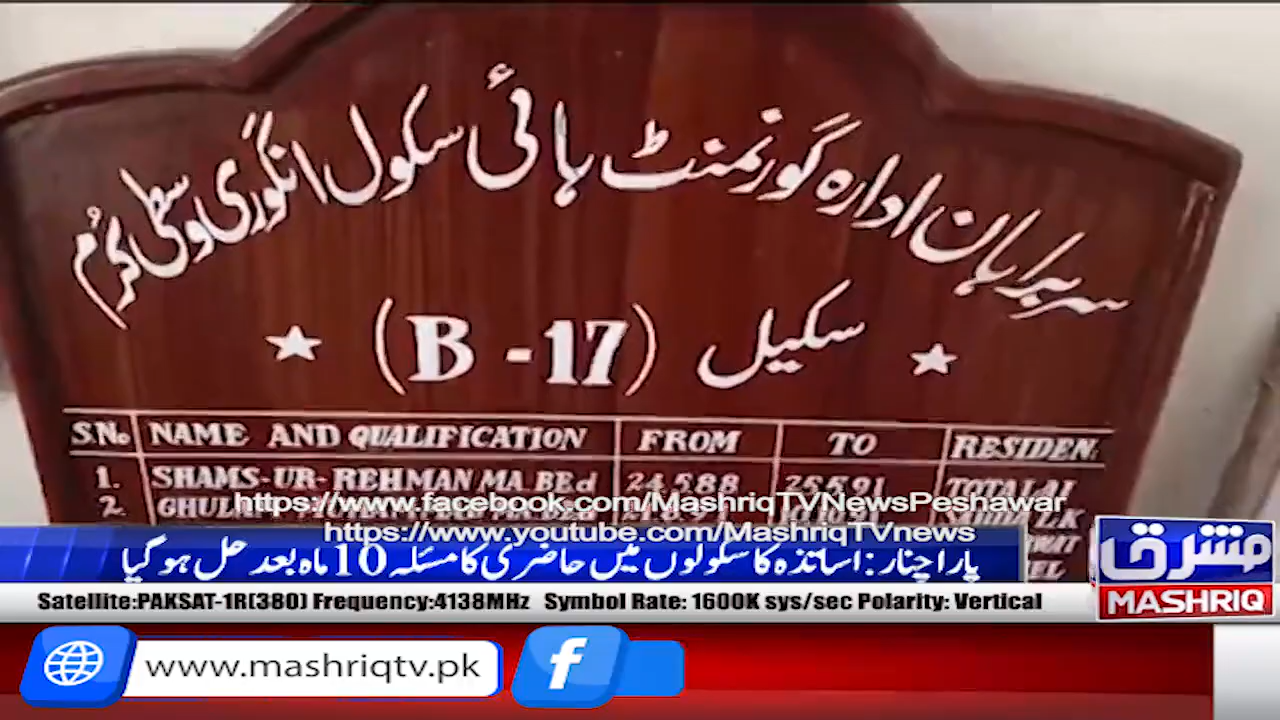 سربراہان ادارہ گورنمنٹ ہائی سکول انگوری وسطی کرم
سکیل (B - 17)
S.No NAME AND QUALIFICATION FROM TO RESIDEN.
1. SHAMS-UR-REHMAN MA BEd 24.5.88 25.5.91 TOTALAI
2.
https://www.facebook.com/MashriqTVNewsPeshawar
https://www.youtube.com/MashriqTVnews
پاراچنار: اساتذہ کا سکولوں میں حاضری کا مسئلہ 10 ماہ بعد حل ہو گیا
مشرق
MASHRIQ
Satellite:PAKSAT-1R(380) Frequency:4138MHz Symbol Rate: 1600K sys/sec Polarity: Vertical
www.mashriqtv.pk
f